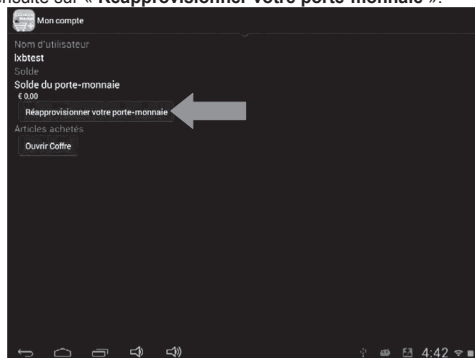 ensuite sur « Réapprovisionner votre porte-monnaie ».
Mon compte
Nom d'utilisateur
lxbtest
Solde
Solde du porte-monnaie
€ 0,00
Réapprovisionner votre porte-monnaie
Articles achetés
Ouvrir Coffre
4:42